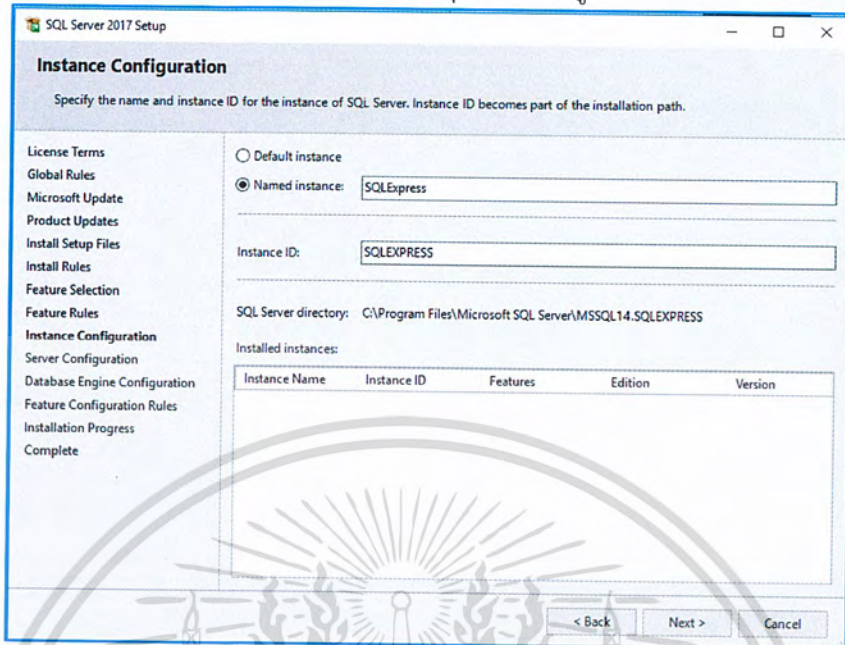 SQL Server 2017 Setup
Instance Configuration
Specify the name and instance ID for the instance of SQL Server. Instance ID becomes part of the installation path.
License Terms
Global Rules
Microsoft Update
Product Updates
Install Setup Files
Install Rules
Feature Selection
Feature Rules
Instance Configuration
Server Configuration
Database Engine Configuration
Feature Configuration Rules
Installation Progress
Complete
Default instance
Named instance: SQLExpress
Instance ID: SQLEXPRESS
SQL Server directory: C:\Program Files\Microsoft SQL Server\MSSQL14.SQLEXPRESS
Installed instances:
Instance Name Instance ID Features Edition Version
< Back Next > Cancel